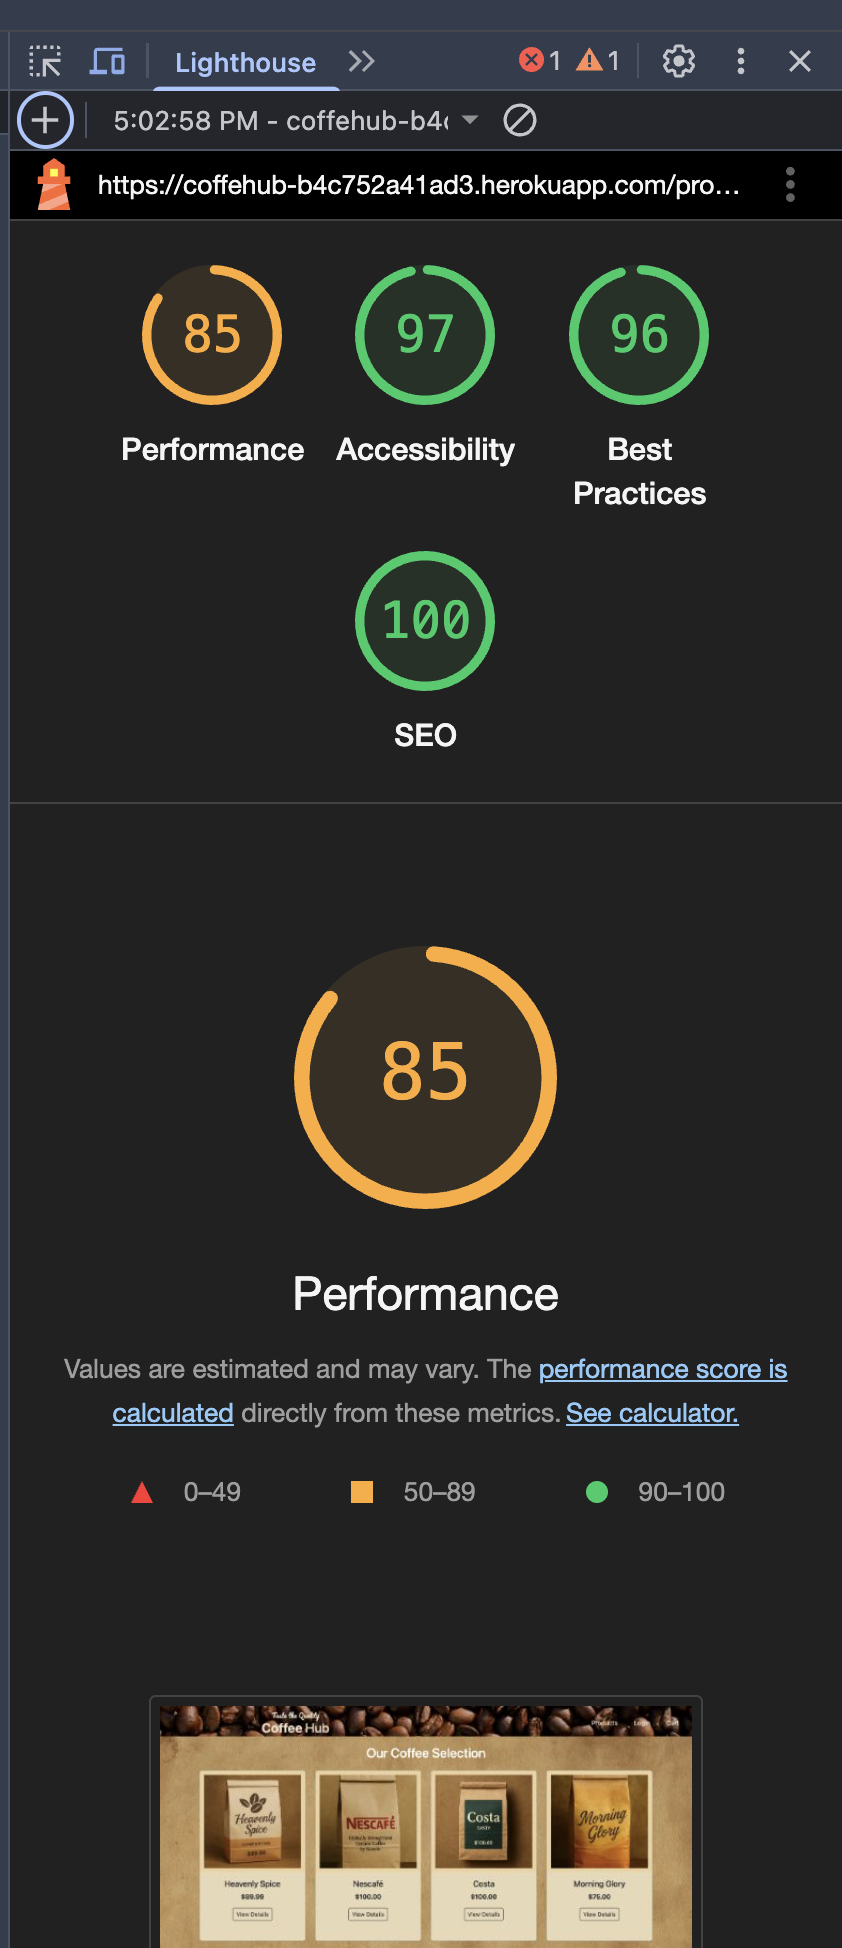 Lighthouse
1
1
5:02:58 PM - coffehub-b4
https://coffehub-b4c752a41ad3.herokuapp.com/pro...
85
97
96
Performance
Accessibility
Best
Practices
100
SEO
85
Performance
Values are estimated and may vary. The performance score is
calculated directly from these metrics. See calculator.
0–49
50–89
90–100
Taste the Quality
Coffee Hub
Products
Login
Cart
Our Coffee Selection
Heavenly
Spice
NESCAFÉ
Costa
Morning
Glory
Heavenly Spice
Nescafé
Costa
Morning Glory
$89.99
$100.00
$100.00
$75.00
View Details
View Details
View Details
View Details